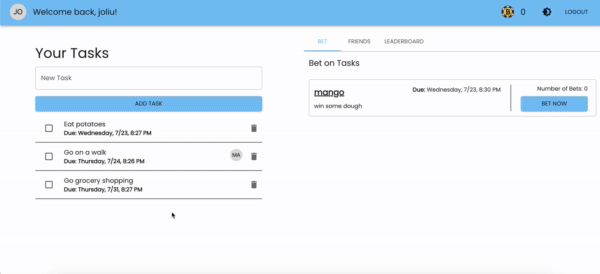 JO Welcome back, joliu! B 0 LOGOUT
Your Tasks
New Task
ADD TASK
Eat potatoes
Due: Wednesday, 7/23, 8:27 PM
Go on a walk
Due: Thursday, 7/24, 8:26 PM
MA
Go grocery shopping
Due: Thursday, 7/31, 8:27 PM
BET FRIENDS LEADERBOARD
Bet on Tasks
mango
Due: Wednesday, 7/23, 8:30 PM
win some dough
Number of Bets: 0
BET NOW